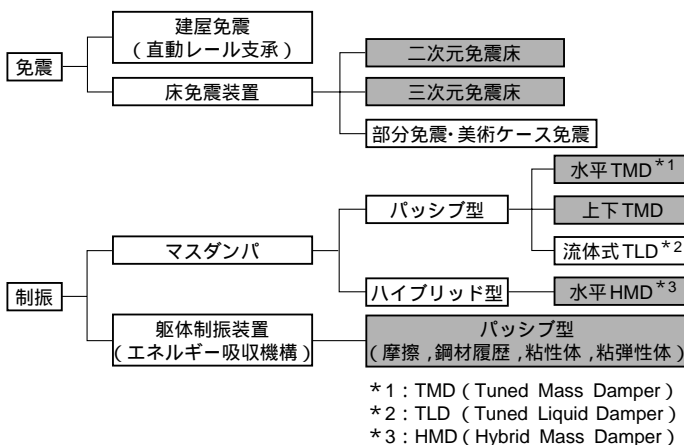 免震
建屋免震
(直動レール支承)
床免震装置
二次元免震床
三次元免震床
部分免震・美術ケース免震
制振
マスダンパ
パッシブ型
水平TMD*1
上下TMD
流体式TLD*2
ハイブリッド型
水平HMD*3
躯体制振装置
(エネルギー吸収機構)
パッシブ型
(摩擦,鋼材履歴,粘性体,粘弾性体)
*1:TMD(Tuned Mass Damper)
*2:TLD (Tuned Liquid Damper)
*3:HMD(Hybrid Mass Damper)